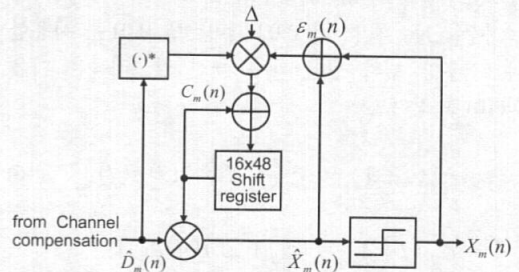 Δ
ε_m(n)
(·)*
C_m(n)
16x48
Shift
register
from Channel
compensation
D̂_m(n)
X̂_m(n)
X_m(n)